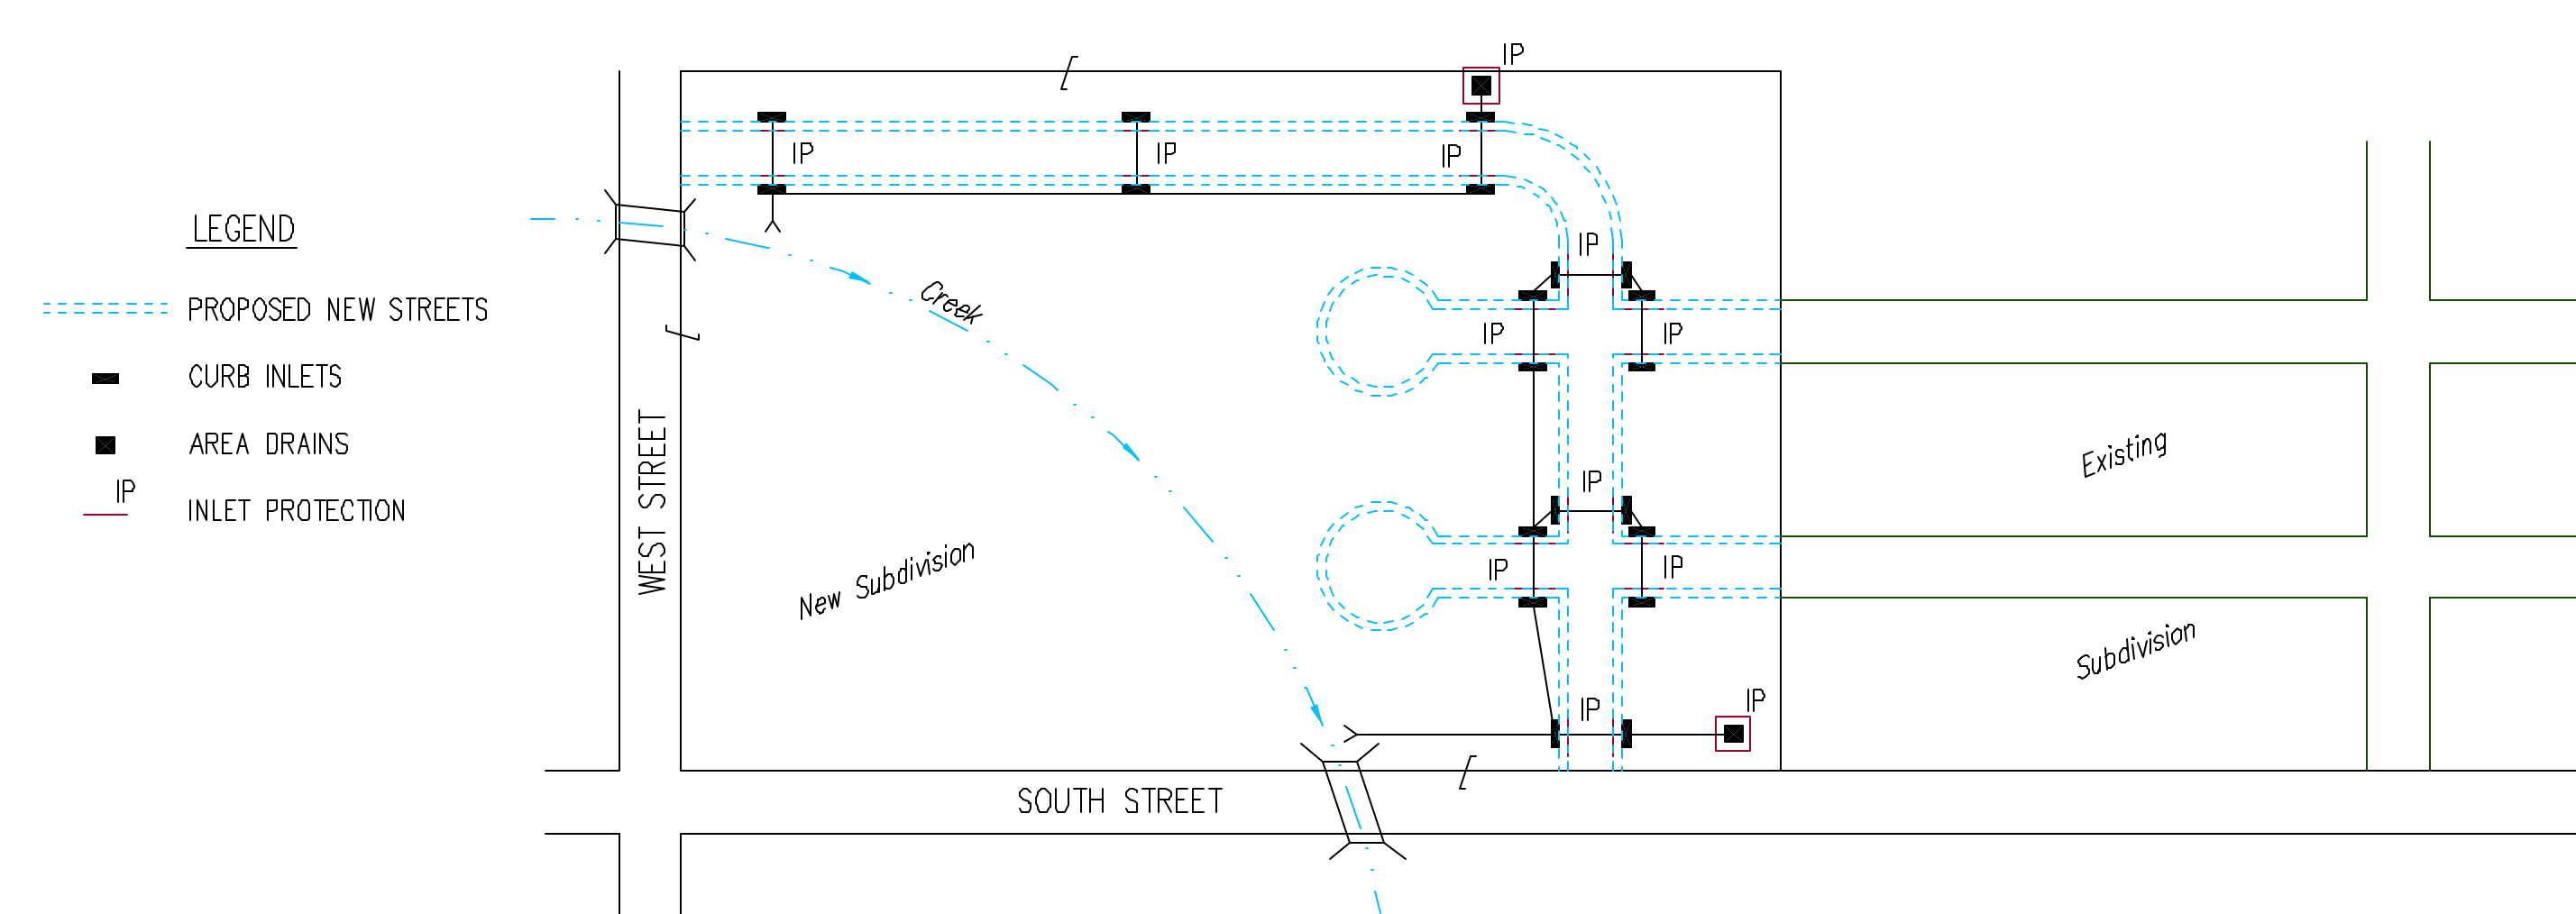 LEGEND
PROPOSED NEW STREETS
CURB INLETS
AREA DRAINS
IP
INLET PROTECTION
WEST STREET
SOUTH STREET
Creek
New Subdivision
Existing
Subdivision
IP
IP
IP
IP
IP
IP
IP
IP
IP
IP
IP
IP